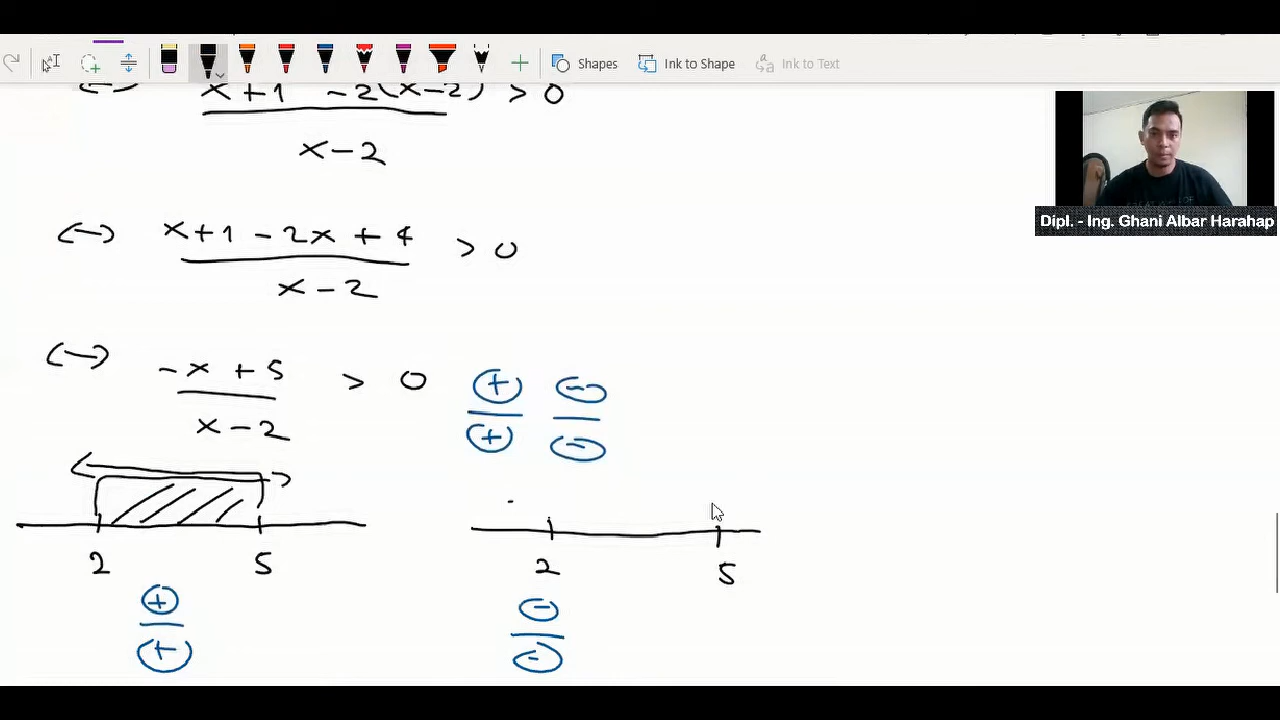 Shapes Ink to Shape Ink to Text
↔ x+1 -2(x-2) > 0
x-2
Dipl. - Ing. Ghani Albar Harahap
↔ x+1-2x+4 > 0
x-2
↔ -x+5 > 0 (+) (-)
x-2 (+) (-)
2 5 2 5
(+) (-)
(+) (-)